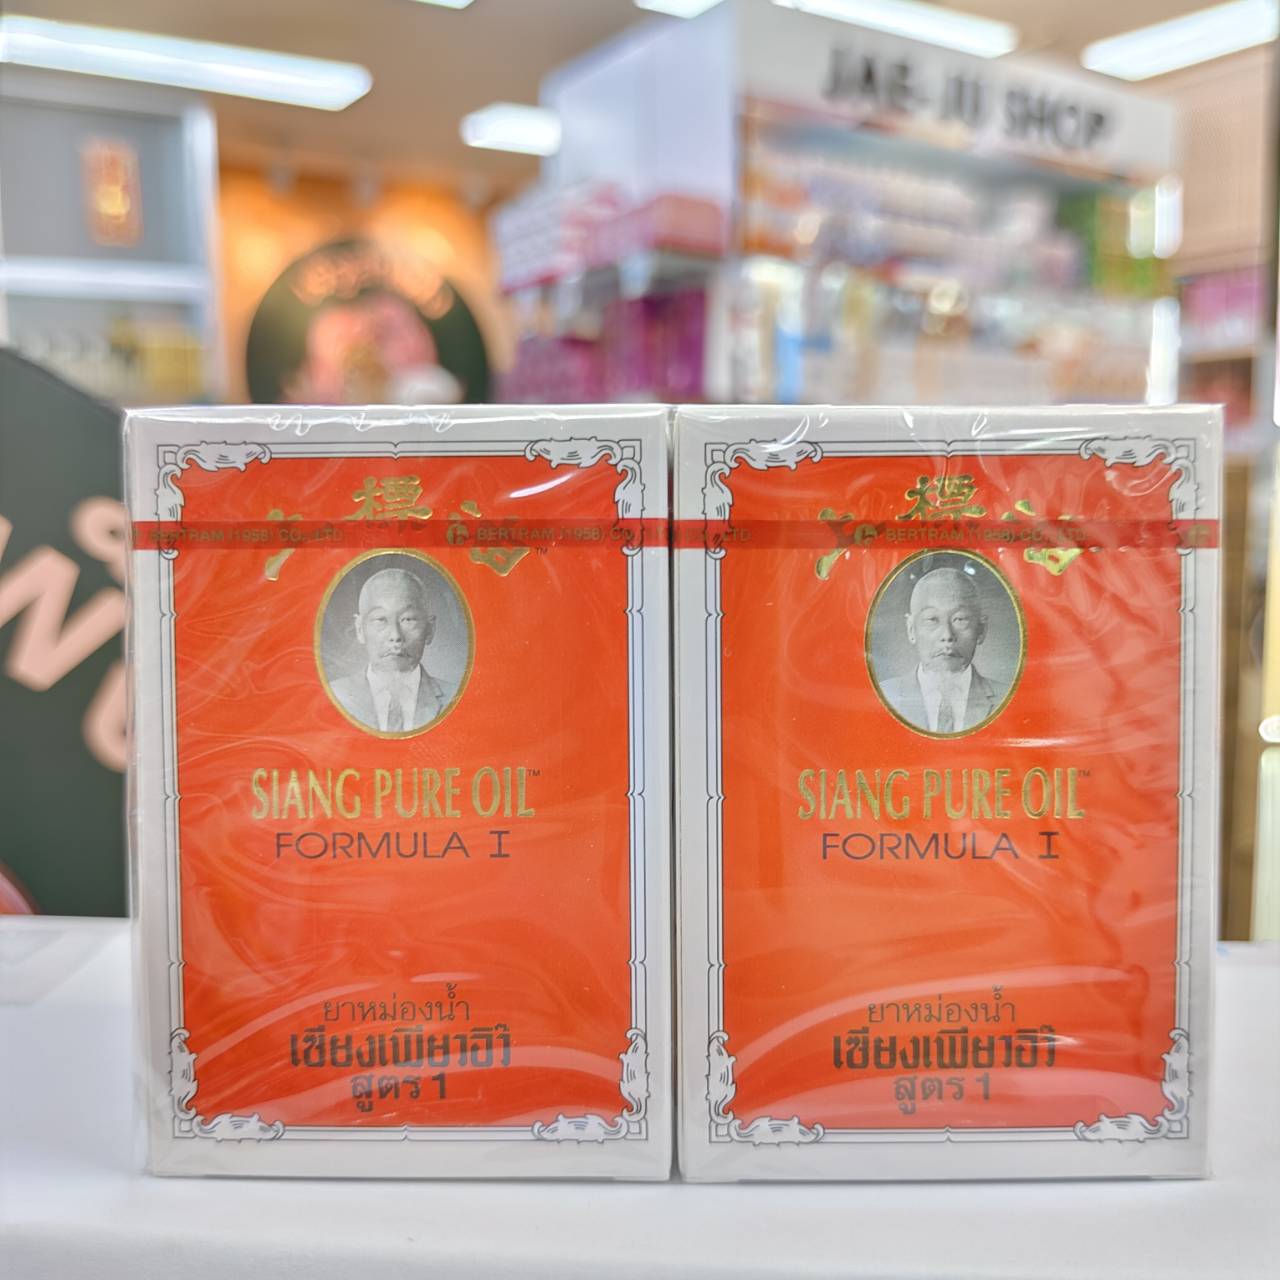 JAE-JU SHOP
標
BERTRAM (1958) CO., LTD.
BERTRAM (1958) CO.,
SIANG PURE OIL™
FORMULA I
ยาหม่องน้ำ
เซียงเพียวอิ๊ว
สูตร 1
標
LTD.
BERTRAM (1958) CO., LTD.
SIANG PURE OIL™
FORMULA I
ยาหม่องน้ำ
เซียงเพียวอิ๊ว
สูตร 1